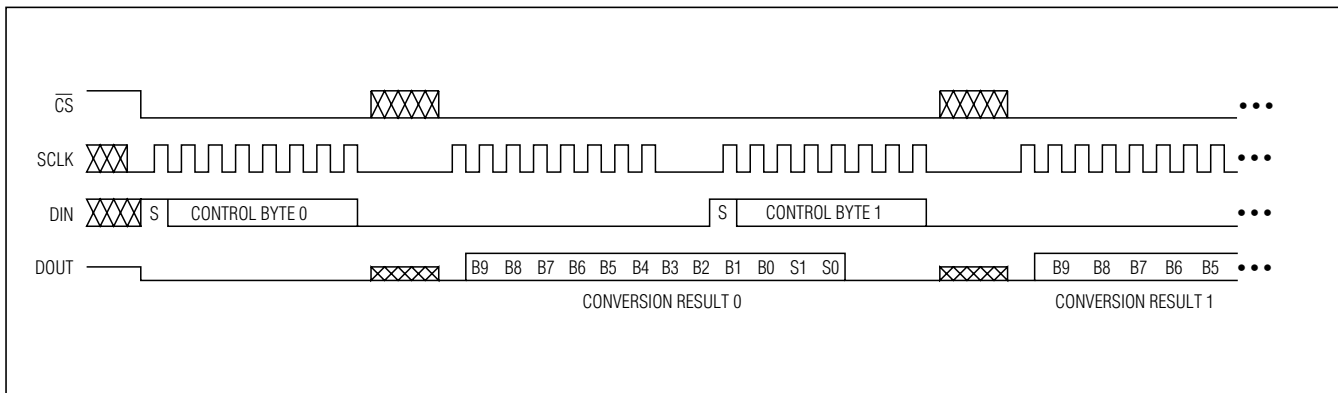 CS •••
SCLK •••
DIN S CONTROL BYTE 0 S CONTROL BYTE 1 •••
DOUT B9 B8 B7 B6 B5 B4 B3 B2 B1 B0 S1 S0 B9 B8 B7 B6 B5 •••
CONVERSION RESULT 0 CONVERSION RESULT 1